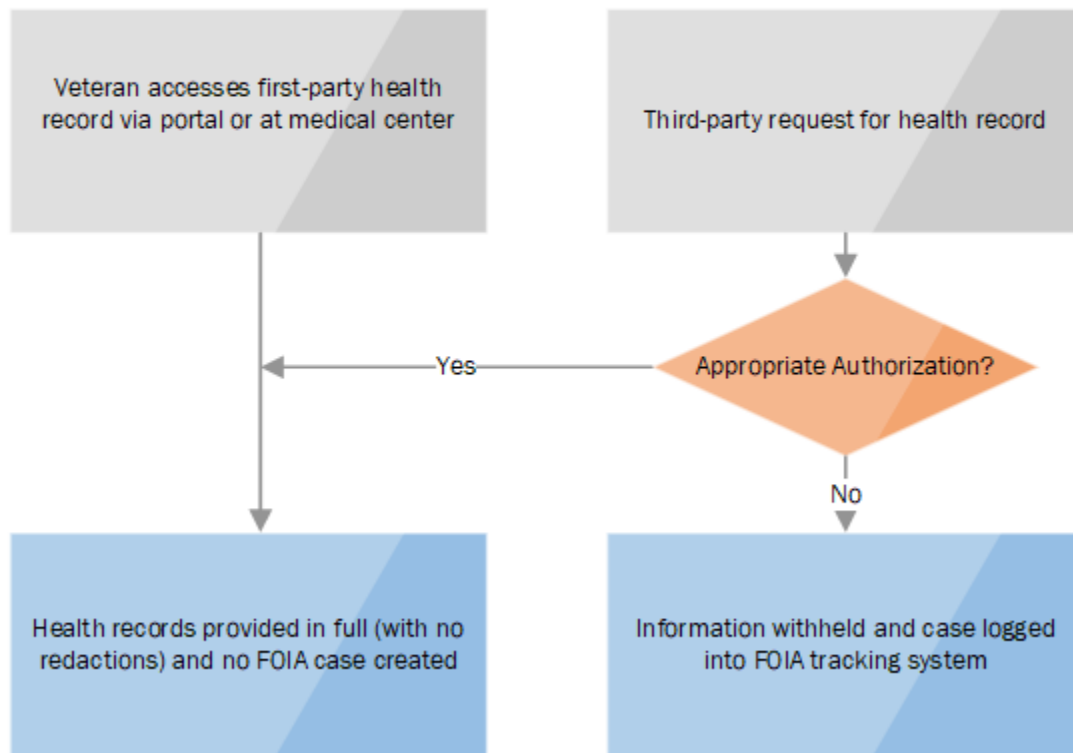 Veteran accesses first-party health
record via portal or at medical center
Third-party request for health record
Yes
Appropriate Authorization?
No
Health records provided in full (with no
redactions) and no FOIA case created
Information withheld and case logged
into FOIA tracking system